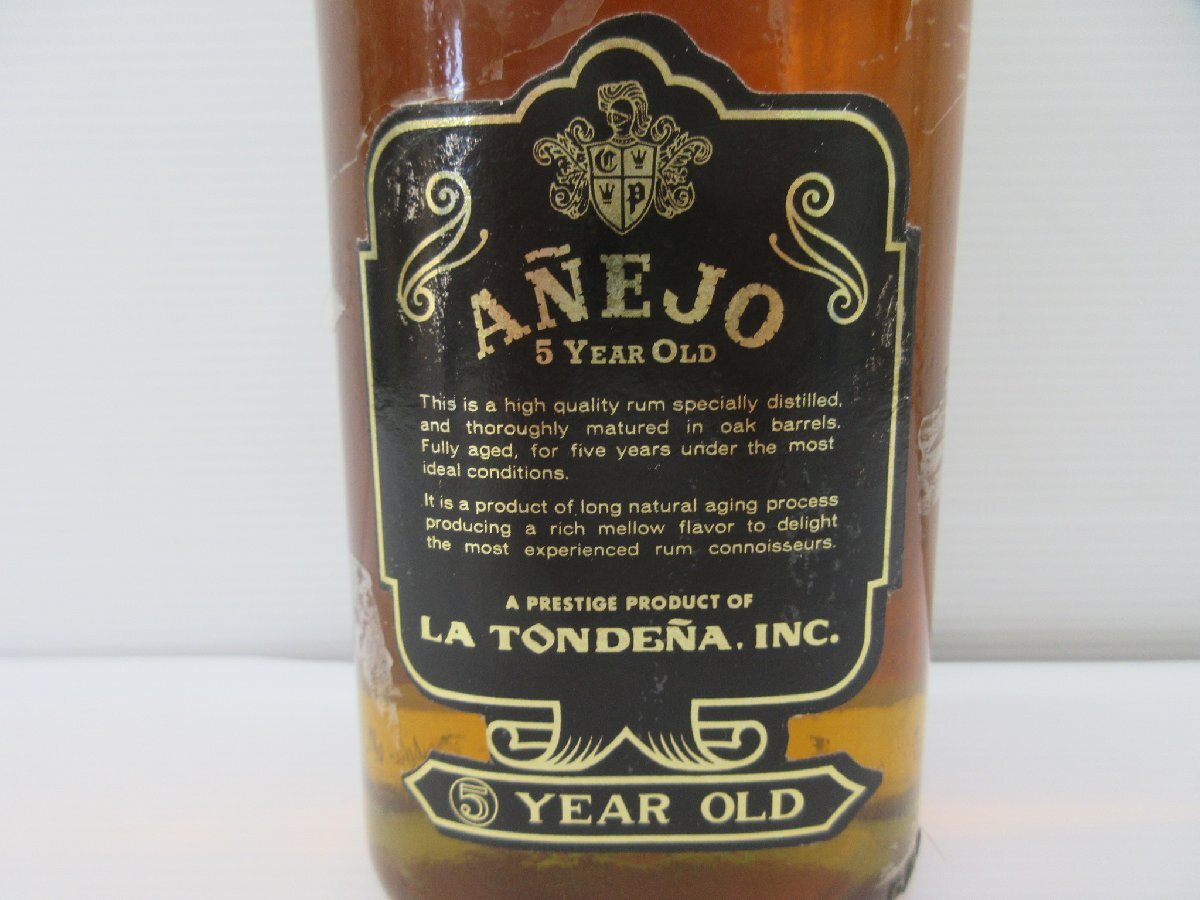 C
P
AÑEJO
5 YEAR OLD
This is a high quality rum specially distilled,
and thoroughly matured in oak barrels.
Fully aged, for five years under the most
ideal conditions.
It is a product of long natural aging process
producing a rich mellow flavor to delight
the most experienced rum connoisseurs.
A PRESTIGE PRODUCT OF
LA TONDEÑA, INC.
5 YEAR OLD